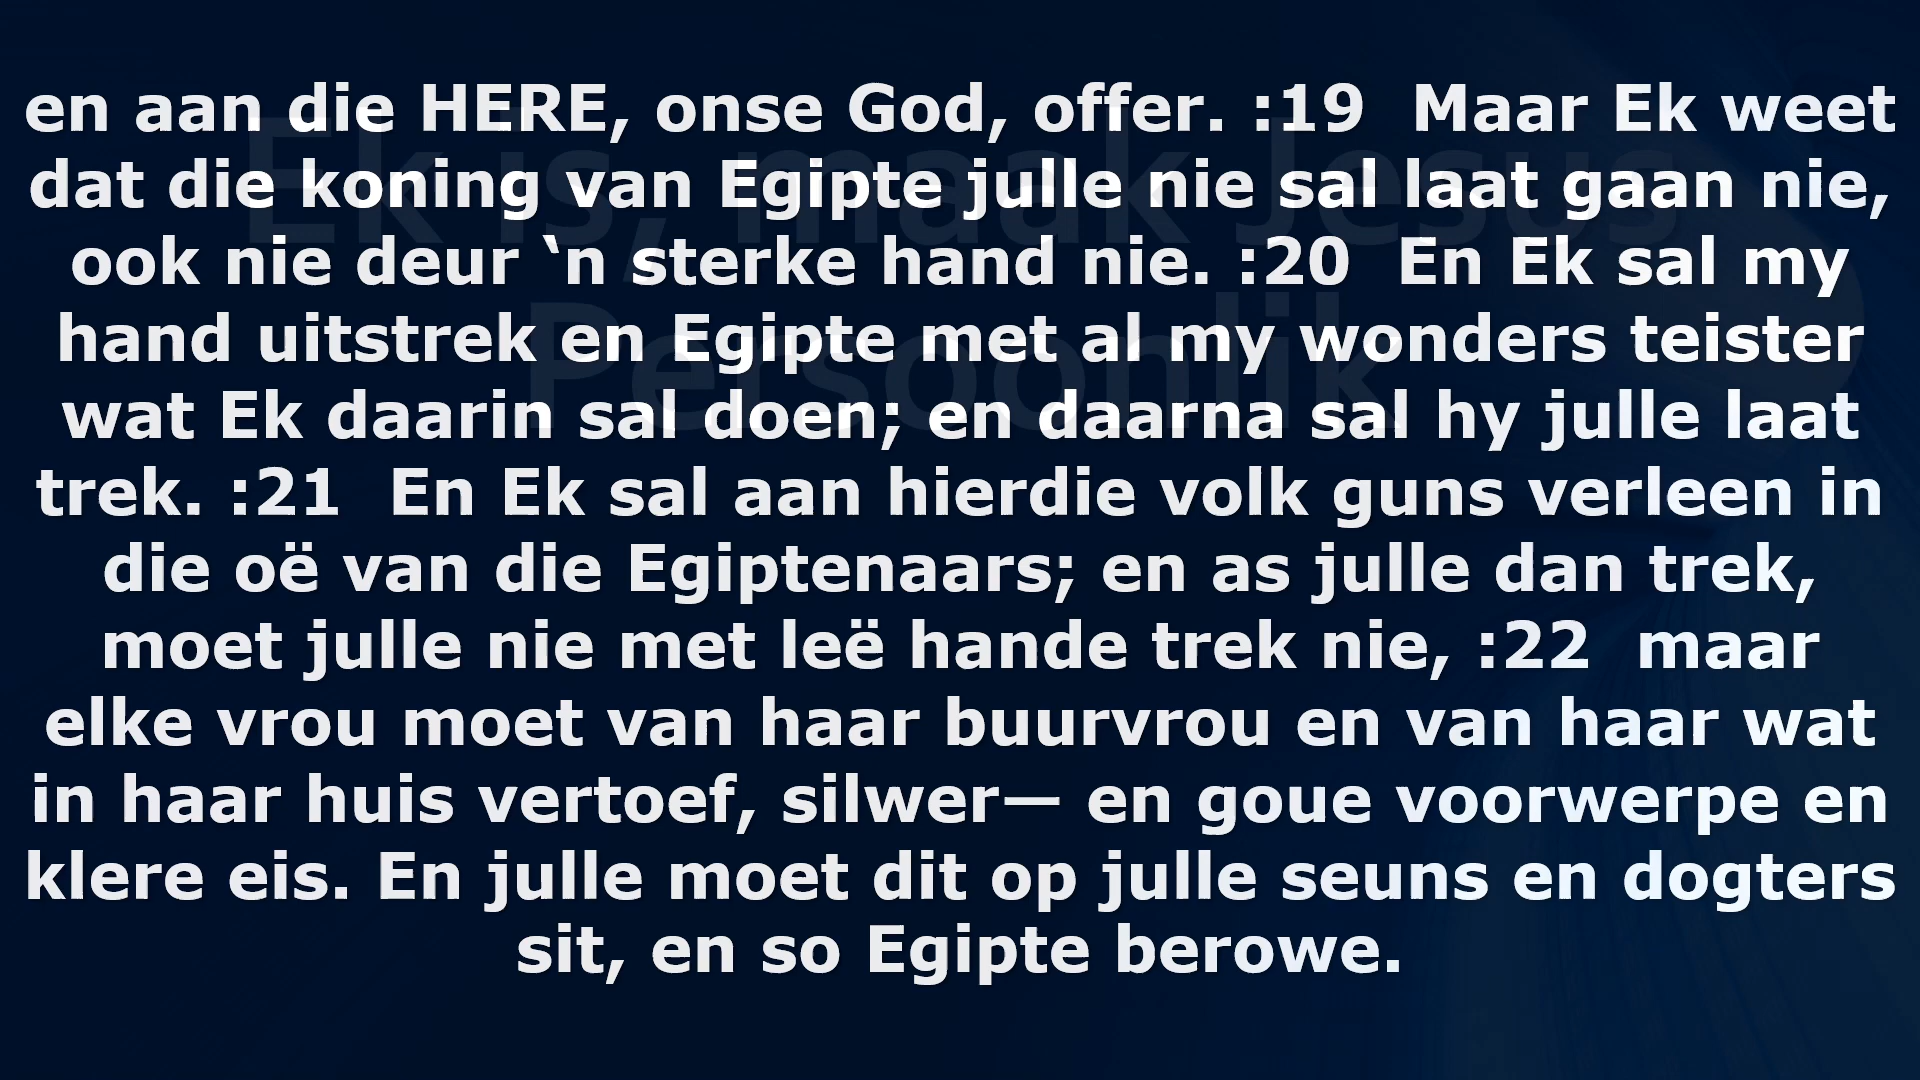 en aan die HERE, onse God, offer. :19  Maar Ek weet
dat die koning van Egipte julle nie sal laat gaan nie,
ook nie deur ‛n sterke hand nie. :20  En Ek sal my
hand uitstrek en Egipte met al my wonders teister
wat Ek daarin sal doen; en daarna sal hy julle laat
trek. :21  En Ek sal aan hierdie volk guns verleen in
die oë van die Egiptenaars; en as julle dan trek,
moet julle nie met leë hande trek nie, :22  maar
elke vrou moet van haar buurvrou en van haar wat
in haar huis vertoef, silwer— en goue voorwerpe en
klere eis. En julle moet dit op julle seuns en dogters
sit, en so Egipte berowe.
Ek is, maak Jesus
Persoonlik